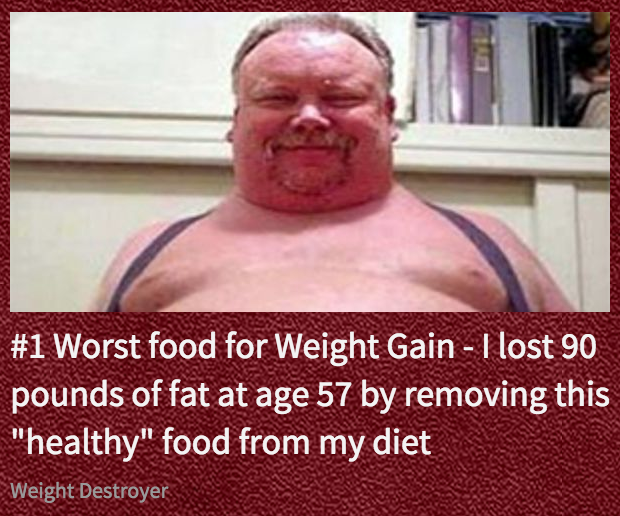 #1 Worst food for Weight Gain - I lost 90
pounds of fat at age 57 by removing this
"healthy" food from my diet
Weight Destroyer